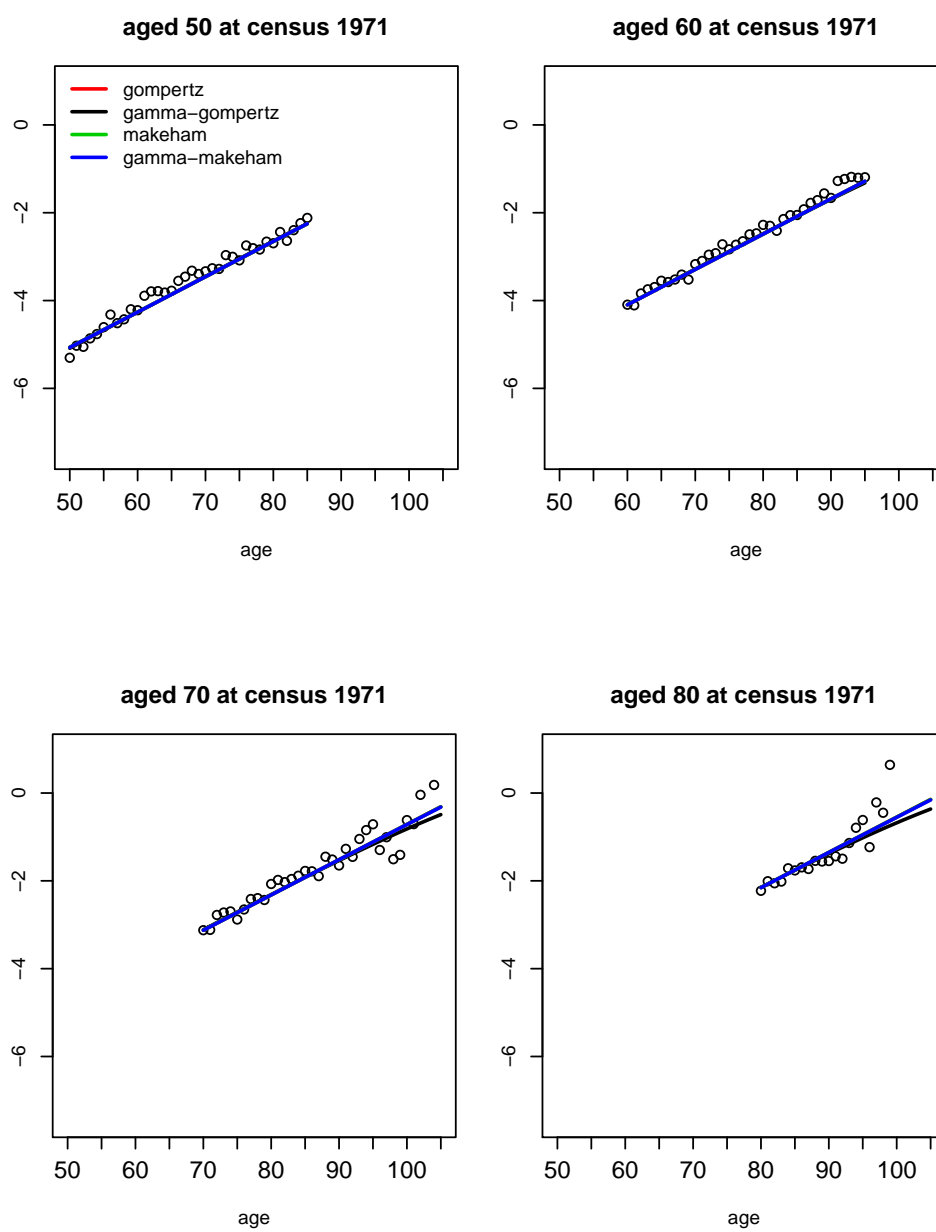 aged 50 at census 1971
aged 60 at census 1971
gompertz
gamma−gompertz
makeham
gamma−makeham
0
−2
−4
−6
50 60 70 80 90 100
age
0
−2
−4
−6
50 60 70 80 90 100
age
aged 70 at census 1971
aged 80 at census 1971
0
−2
−4
−6
50 60 70 80 90 100
age
0
−2
−4
−6
50 60 70 80 90 100
age